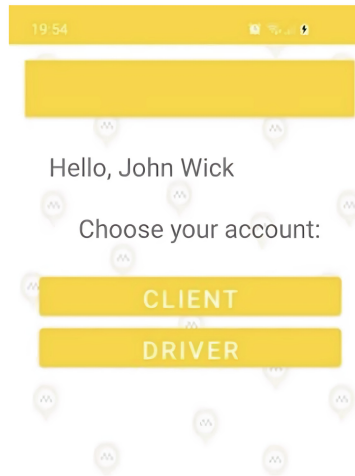 19:54
Hello, John Wick
Choose your account:
CLIENT
DRIVER